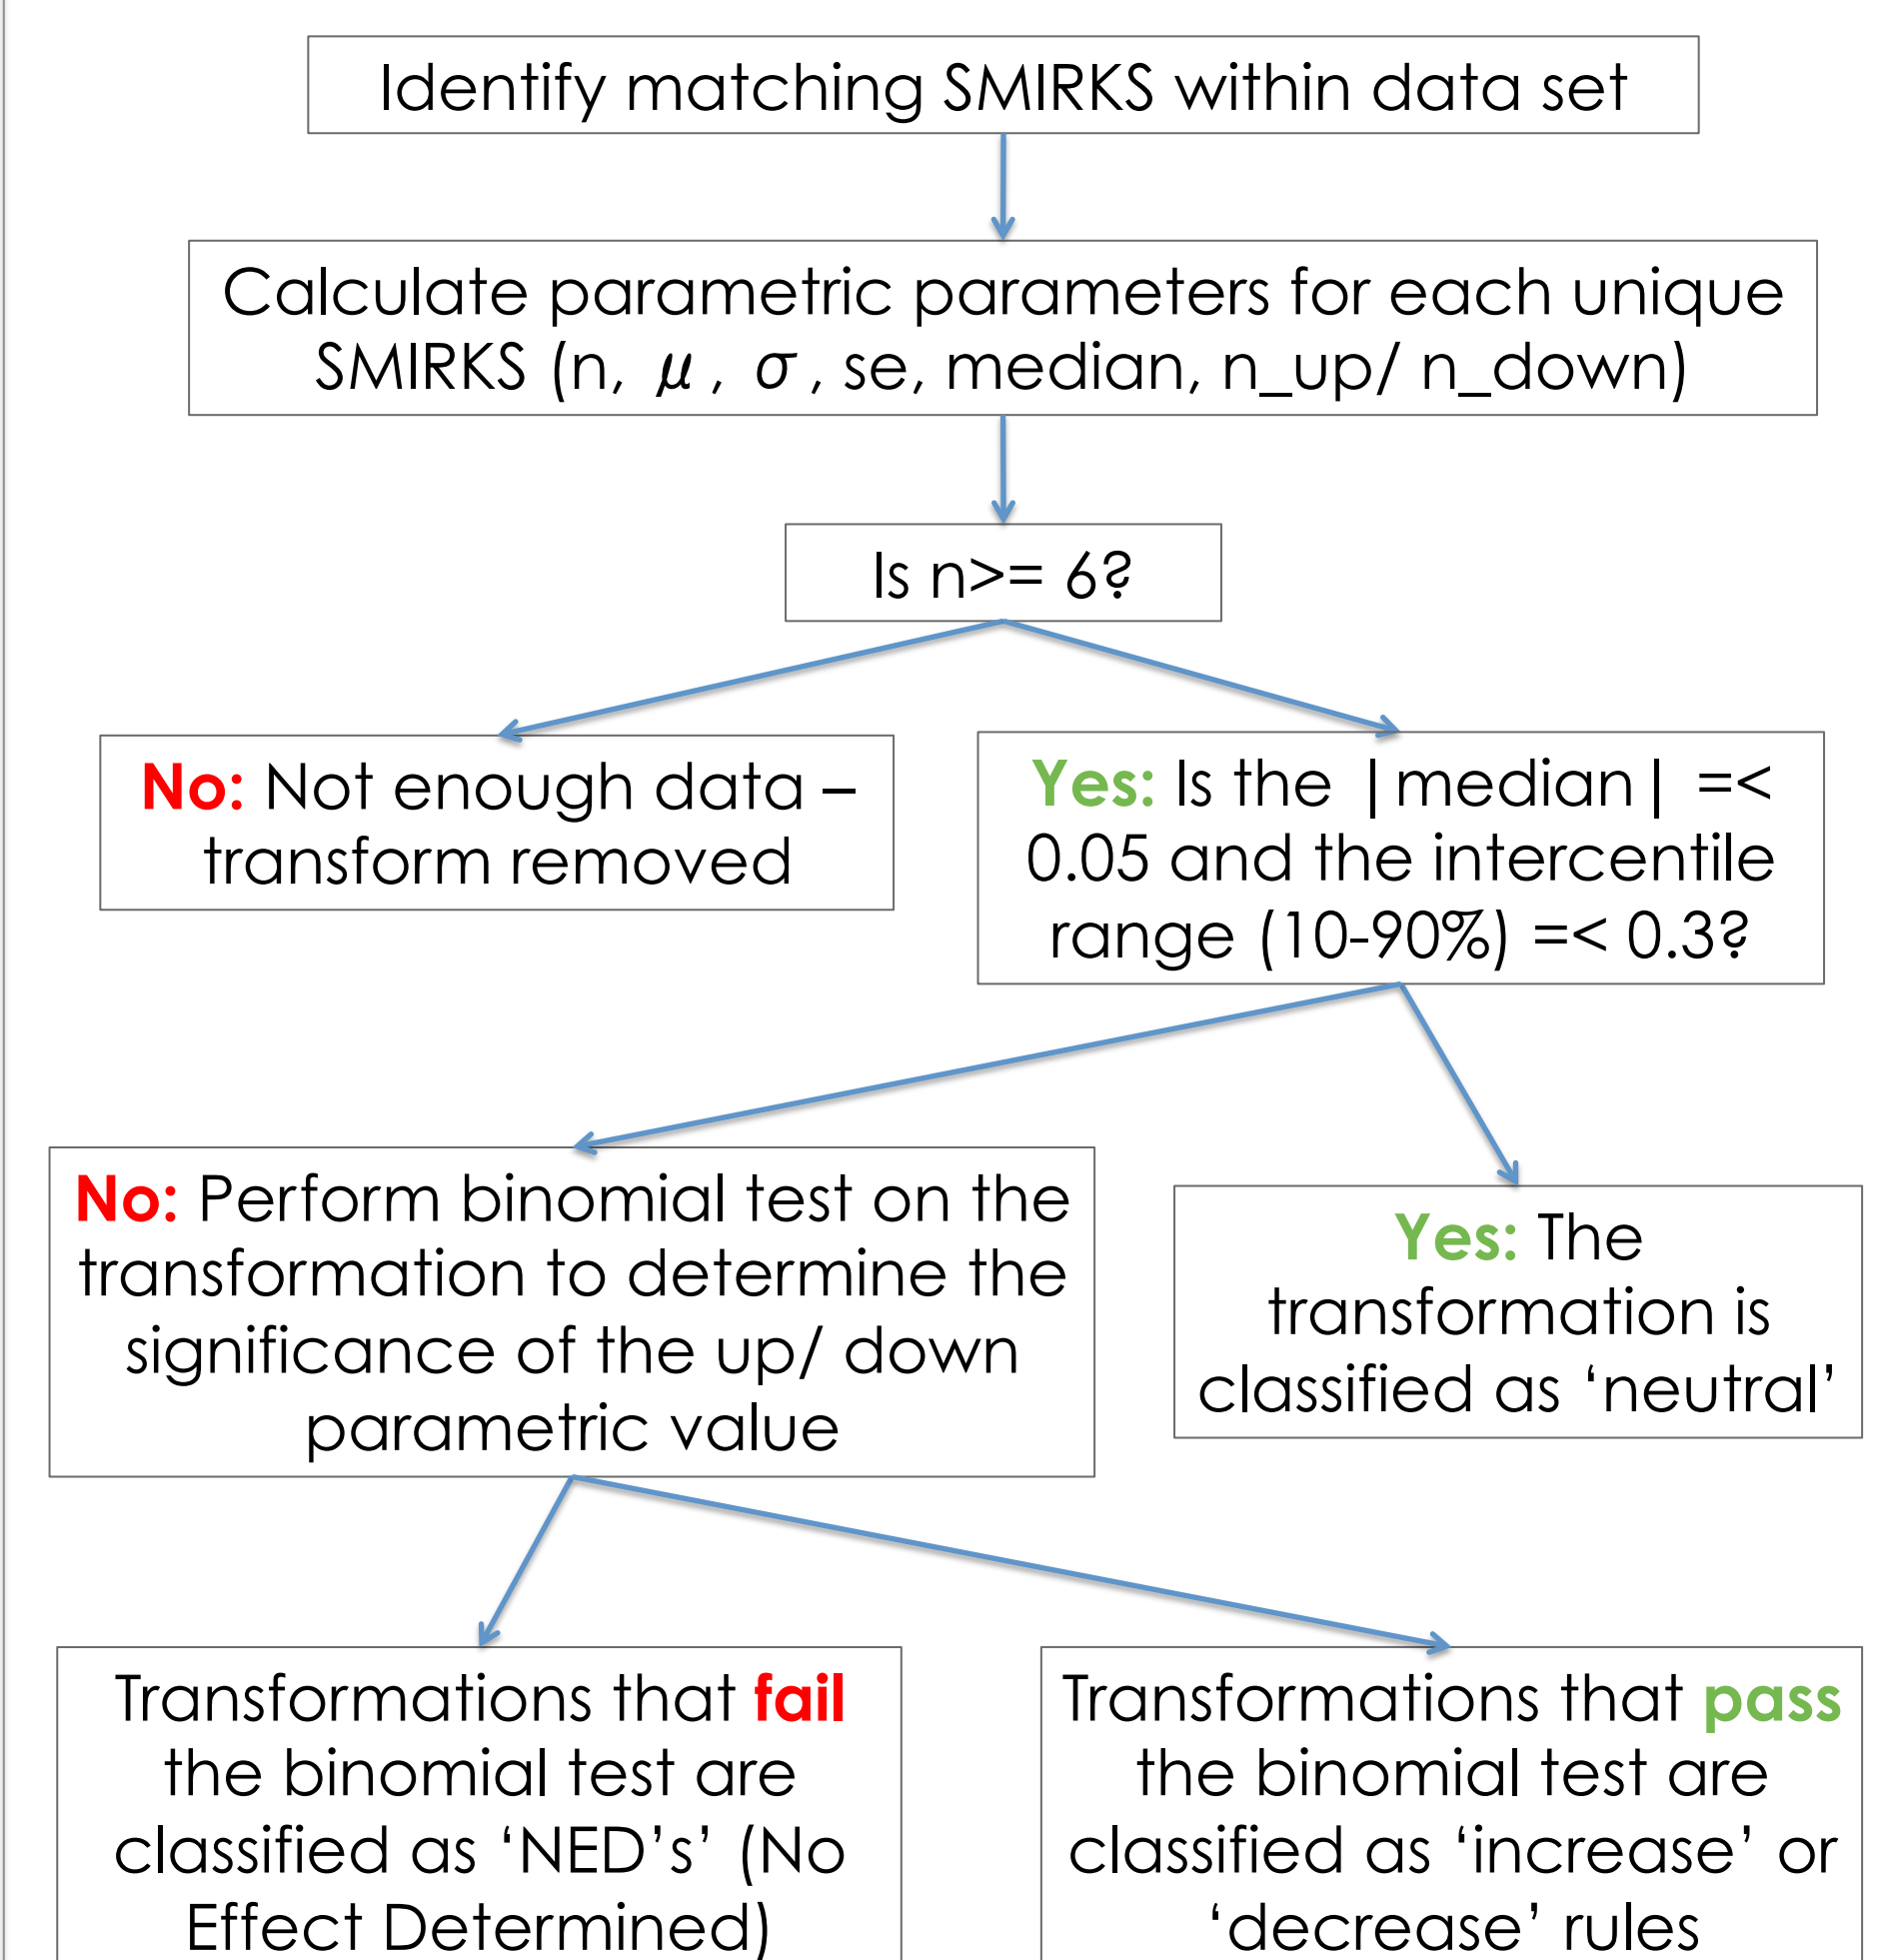 Identify matching SMIRKS within data set
Calculate parametric parameters for each unique
SMIRKS (n, μ, σ, se, median, n_up/ n_down)
Is n>= 6?
No: Not enough data –
transform removed
Yes: Is the |median| =<
0.05 and the intercentile
range (10-90%) =< 0.3?
No: Perform binomial test on the
transformation to determine the
significance of the up/ down
parametric value
Yes: The
transformation is
classified as ‘neutral’
Transformations that fail
the binomial test are
classified as ‘NED’s’ (No
Effect Determined)
Transformations that pass
the binomial test are
classified as ‘increase’ or
‘decrease’ rules